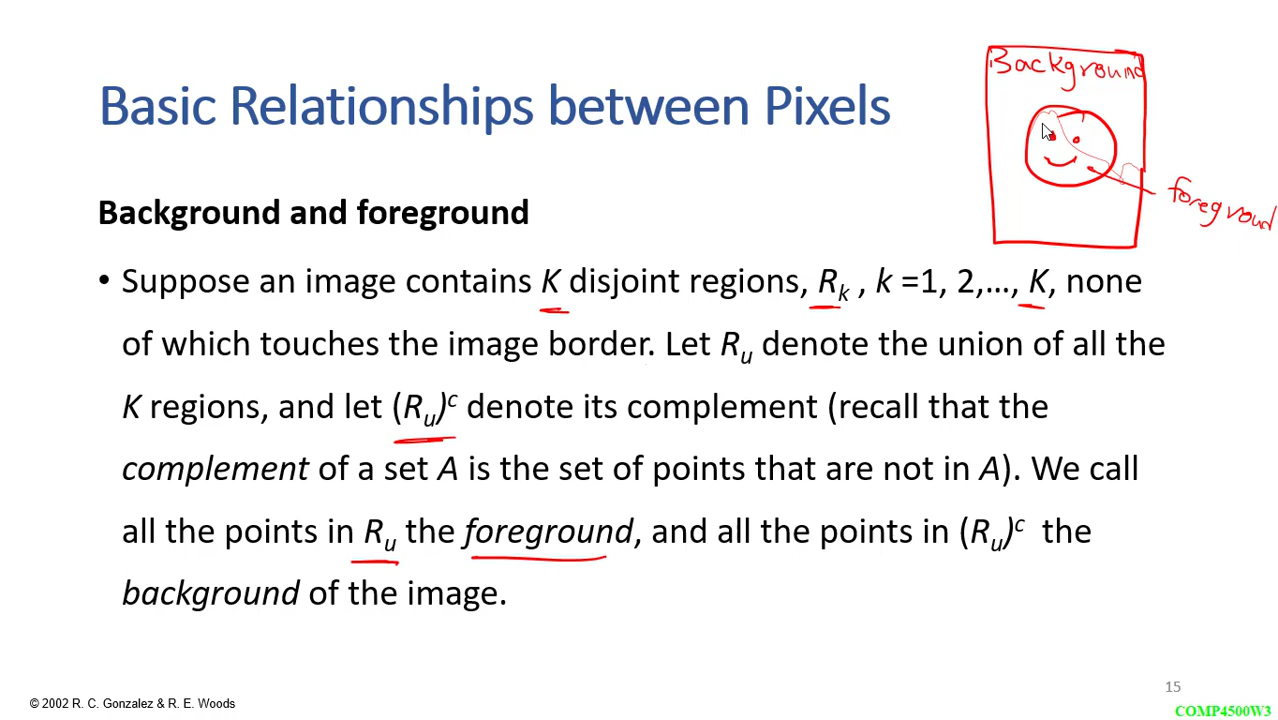 Background
Basic Relationships between Pixels
foreground
Background and foreground
• Suppose an image contains K disjoint regions, Rk , k =1, 2,…, K, none
of which touches the image border. Let Ru denote the union of all the
K regions, and let (Ru)c denote its complement (recall that the
complement of a set A is the set of points that are not in A). We call
all the points in Ru the foreground, and all the points in (Ru)c the
background of the image.
15
© 2002 R. C. Gonzalez & R. E. Woods
COMP4500W3